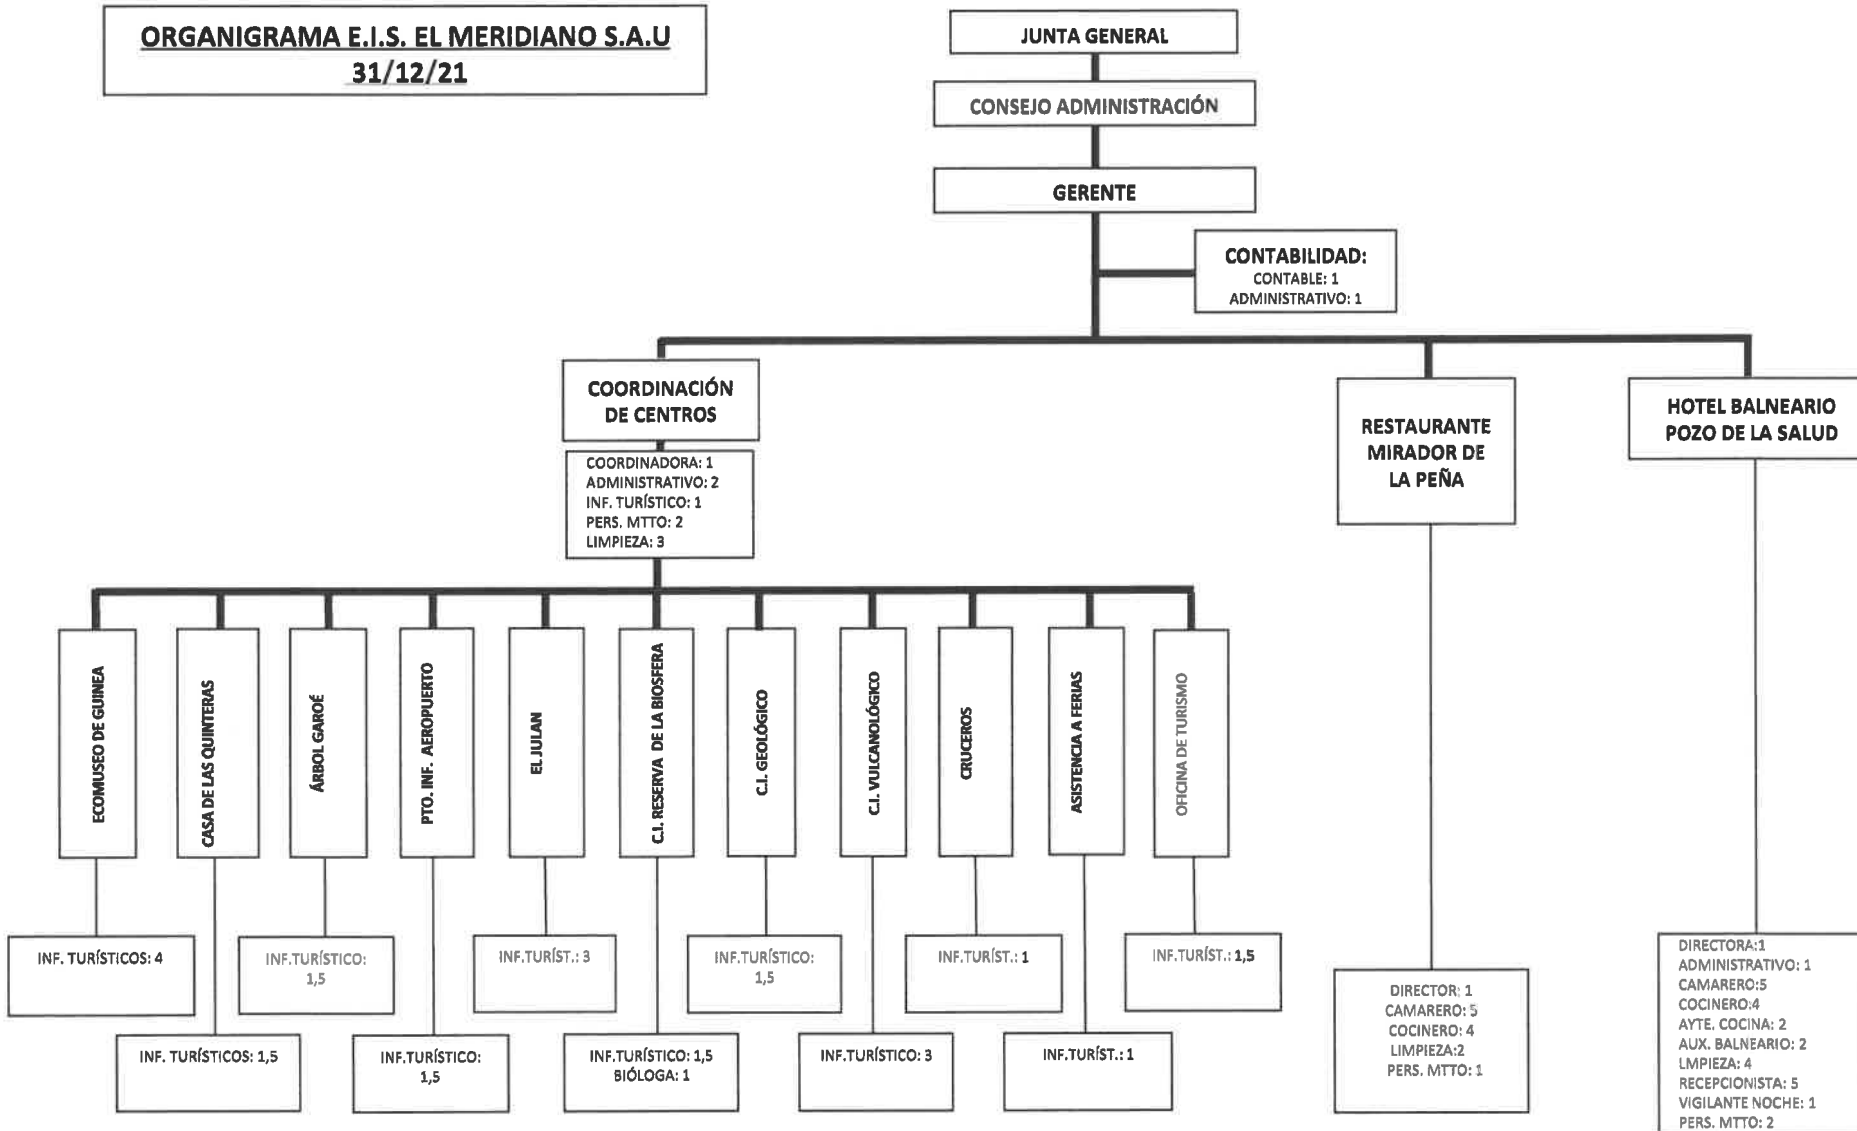 ORGANIGRAMA E.I.S. EL MERIDIANO S.A.U
31/12/21
JUNTA GENERAL
CONSEJO ADMINISTRACIÓN
GERENTE
CONTABILIDAD:
CONTABLE: 1
ADMINISTRATIVO: 1
COORDINACIÓN
DE CENTROS
COORDINADORA: 1
ADMINISTRATIVO: 2
INF. TURÍSTICO: 1
PERS. MTTO: 2
LIMPIEZA: 3
RESTAURANTE
MIRADOR DE
LA PEÑA
HOTEL BALNEARIO
POZO DE LA SALUD
ECOMUSEO DE GUINEA
CASA DE LAS QUINTERAS
ÁRBOL GAROÉ
PTO. INF. AEROPUERTO
EL JULAN
C.I. RESERVA DE LA BIOSFERA
C.I. GEOLÓGICO
C.I. VULCANOLÓGICO
CRUCEROS
ASISTENCIA A FERIAS
OFICINA DE TURISMO
INF. TURÍSTICOS: 4
INF. TURÍSTICOS: 1,5
INF.TURÍSTICO:
1,5
INF.TURÍSTICO:
1,5
INF.TURÍST.: 3
INF.TURÍSTICO: 1,5
BIÓLOGA: 1
INF.TURÍSTICO:
1,5
INF.TURÍSTICO: 3
INF.TURÍST.: 1
INF.TURÍST.: 1
INF.TURÍST.: 1,5
DIRECTOR: 1
CAMARERO: 5
COCINERO: 4
LIMPIEZA:2
PERS. MTTO: 1
DIRECTORA:1
ADMINISTRATIVO: 1
CAMARERO:5
COCINERO:4
AYTE. COCINA: 2
AUX. BALNEARIO: 2
LMPIEZA: 4
RECEPCIONISTA: 5
VIGILANTE NOCHE: 1
PERS. MTTO: 2